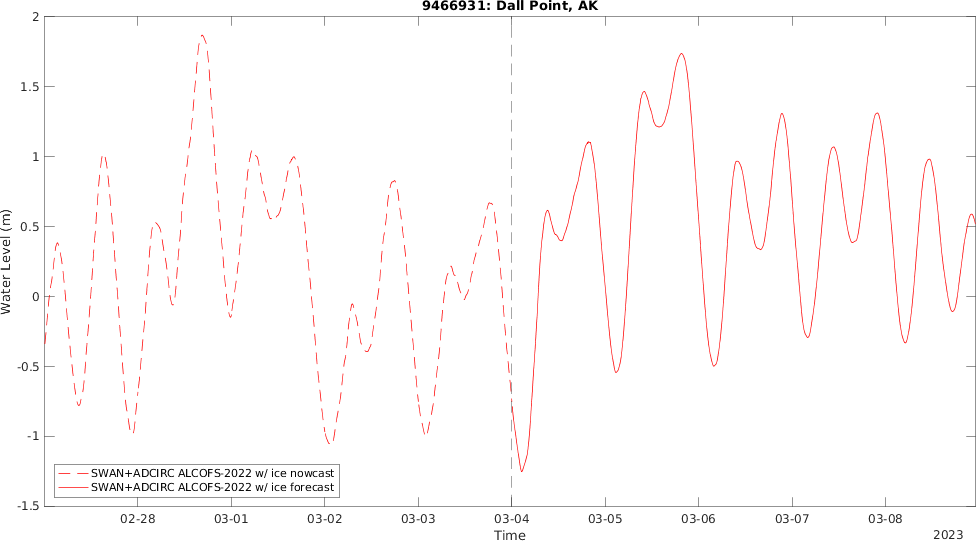 9466931: Dall Point, AK
2
1.5
1
0.5
0
-0.5
-1
-1.5
Water Level (m)
SWAN+ADCIRC ALCOFS-2022 w/ ice nowcast
SWAN+ADCIRC ALCOFS-2022 w/ ice forecast
02-28 03-01 03-02 03-03 03-04 03-05 03-06 03-07 03-08
Time
2023